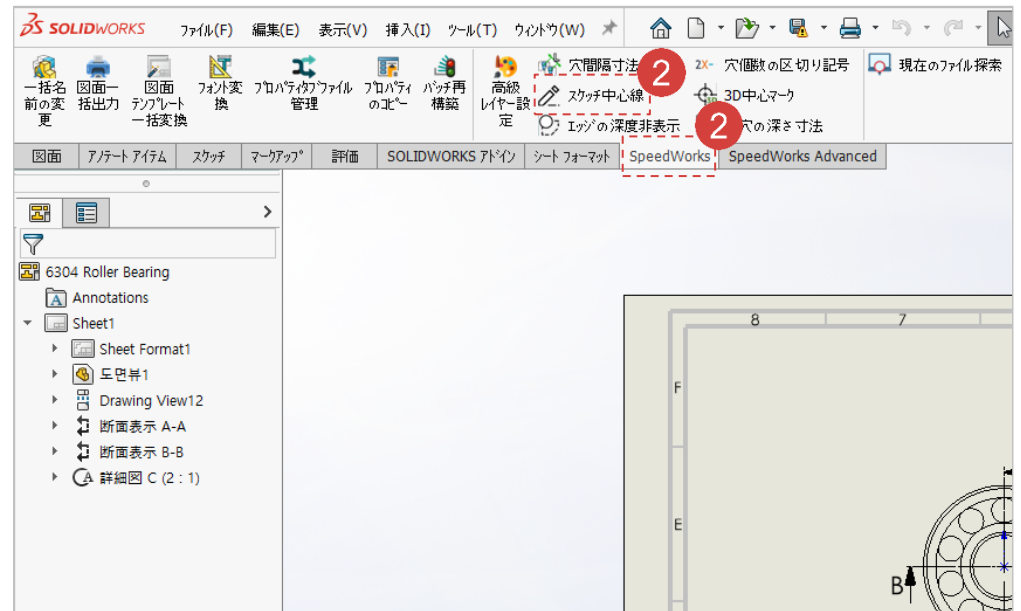 SOLIDWORKS ファイル(F) 編集(E) 表示(V) 挿入(I) ツール(T) ウィンドウ(W)
一括名前の変更
図面一括出力
図面テンプレート一括変換
フォント変換
プロパティタブファイル管理
プロパティのコピー
バッチ再構築
高級レイヤー設定
穴間隔寸法
スケッチ中心線
エッジの深度非表示
2
2X- 穴個数の区切り記号
3D中心マーク
2
穴の深さ寸法
現在のファイル探索
図面 アノテート アイテム スケッチ マークアップ 評価 SOLIDWORKS アドイン シート フォーマット SpeedWorks SpeedWorks Advanced
6304 Roller Bearing
A Annotations
Sheet1
Sheet Format1
도면뷰1
Drawing View12
断面表示 A-A
断面表示 B-B
A 詳細図 C (2 : 1)
8 7
F
E
B